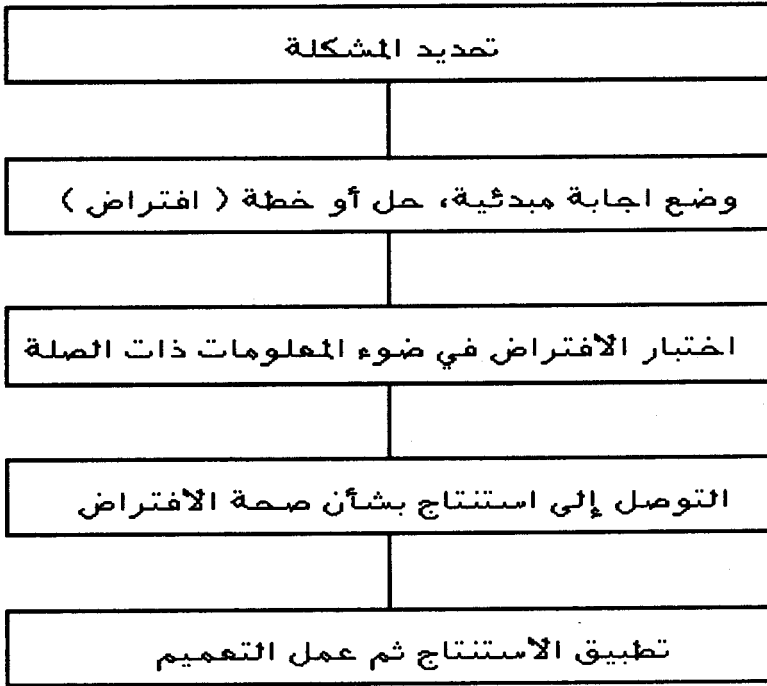 تحديد المشكلة
وضع اجابة مبدئية، حل أو خطة ( افتراض )
اختبار الافتراض في ضوء المعلومات ذات الصلة
التوصل إلى استنتاج بشأن صحة الافتراض
تطبيق الاستنتاج ثم عمل التعميم